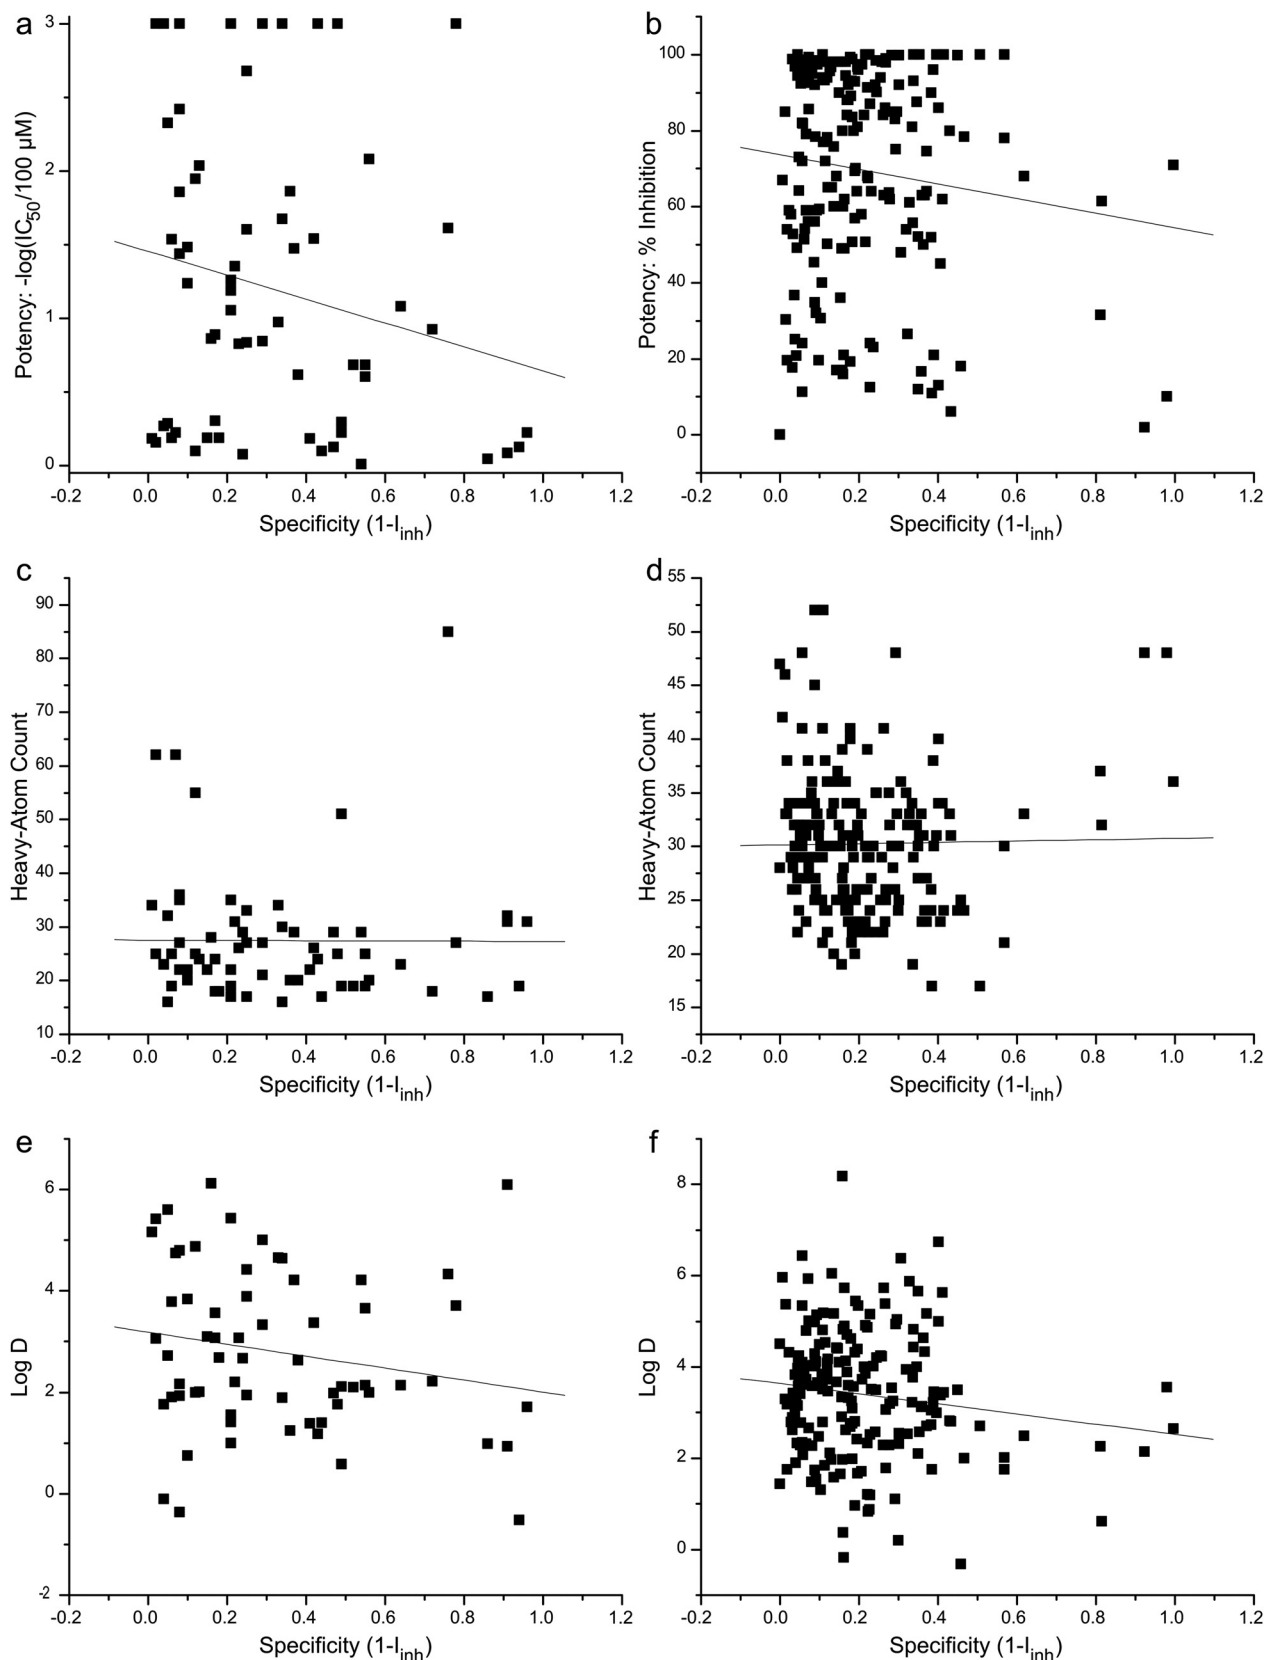 a
3
2
1
0
Potency: -log(IC50/100 µM)
-0.2 0.0 0.2 0.4 0.6 0.8 1.0 1.2
Specificity (1-Iinh)
b
100
80
60
40
20
0
Potency: % Inhibition
-0.2 0.0 0.2 0.4 0.6 0.8 1.0 1.2
Specificity (1-Iinh)
c
90
80
70
60
50
40
30
20
10
Heavy-Atom Count
-0.2 0.0 0.2 0.4 0.6 0.8 1.0 1.2
Specificity (1-Iinh)
d
55
50
45
40
35
30
25
20
15
Heavy-Atom Count
-0.2 0.0 0.2 0.4 0.6 0.8 1.0 1.2
Specificity (1-Iinh)
e
6
4
2
0
-2
Log D
-0.2 0.0 0.2 0.4 0.6 0.8 1.0 1.2
Specificity (1-Iinh)
f
8
6
4
2
0
Log D
-0.2 0.0 0.2 0.4 0.6 0.8 1.0 1.2
Specificity (1-Iinh)